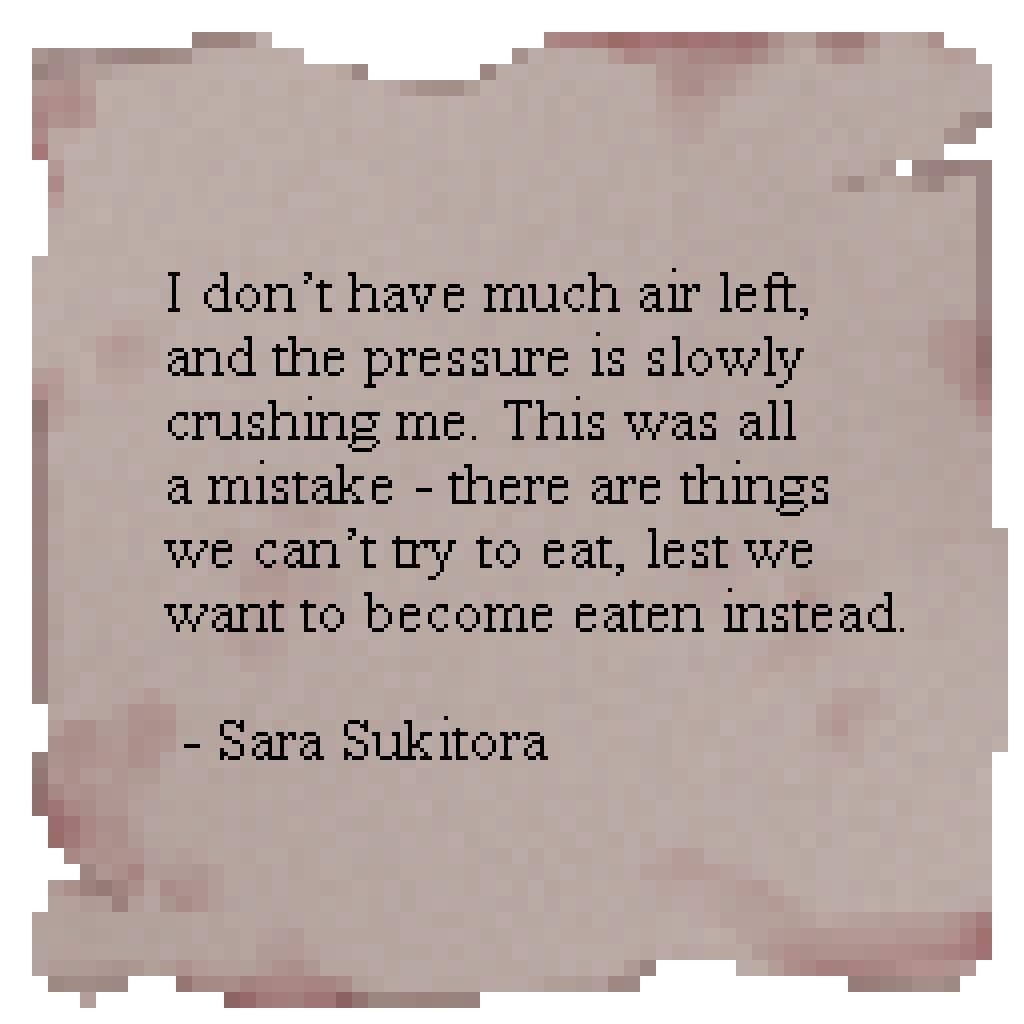 I don’t have much air left,
and the pressure is slowly
crushing me. This was all
a mistake - there are things
we can’t try to eat, lest we
want to become eaten instead.
- Sara Sukitora